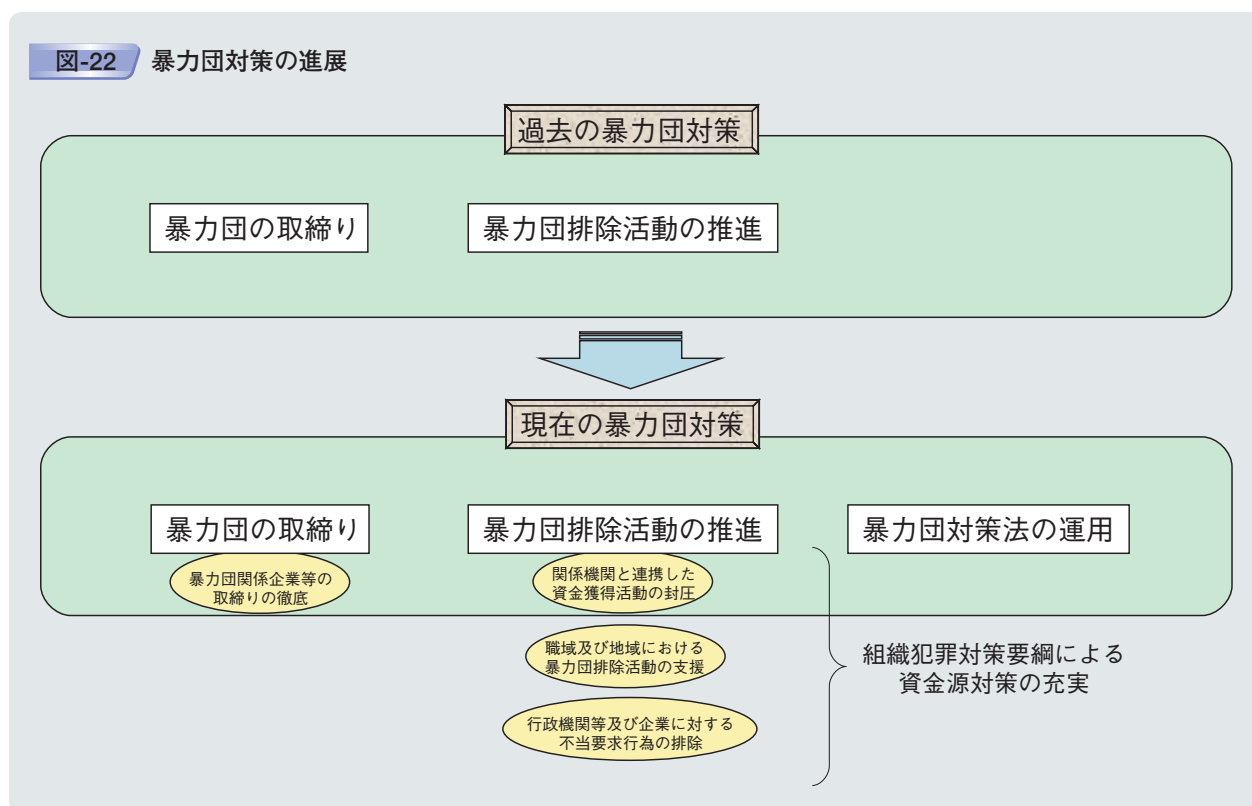 図-22 暴力団対策の進展
過去の暴力団対策
暴力団の取締り
暴力団排除活動の推進
現在の暴力団対策
暴力団の取締り
暴力団排除活動の推進
暴力団対策法の運用
暴力団関係企業等の
取締りの徹底
関係機関と連携した
資金獲得活動の封圧
職域及び地域における
暴力団排除活動の支援
行政機関等及び企業に対する
不当要求行為の排除
組織犯罪対策要綱による
資金源対策の充実